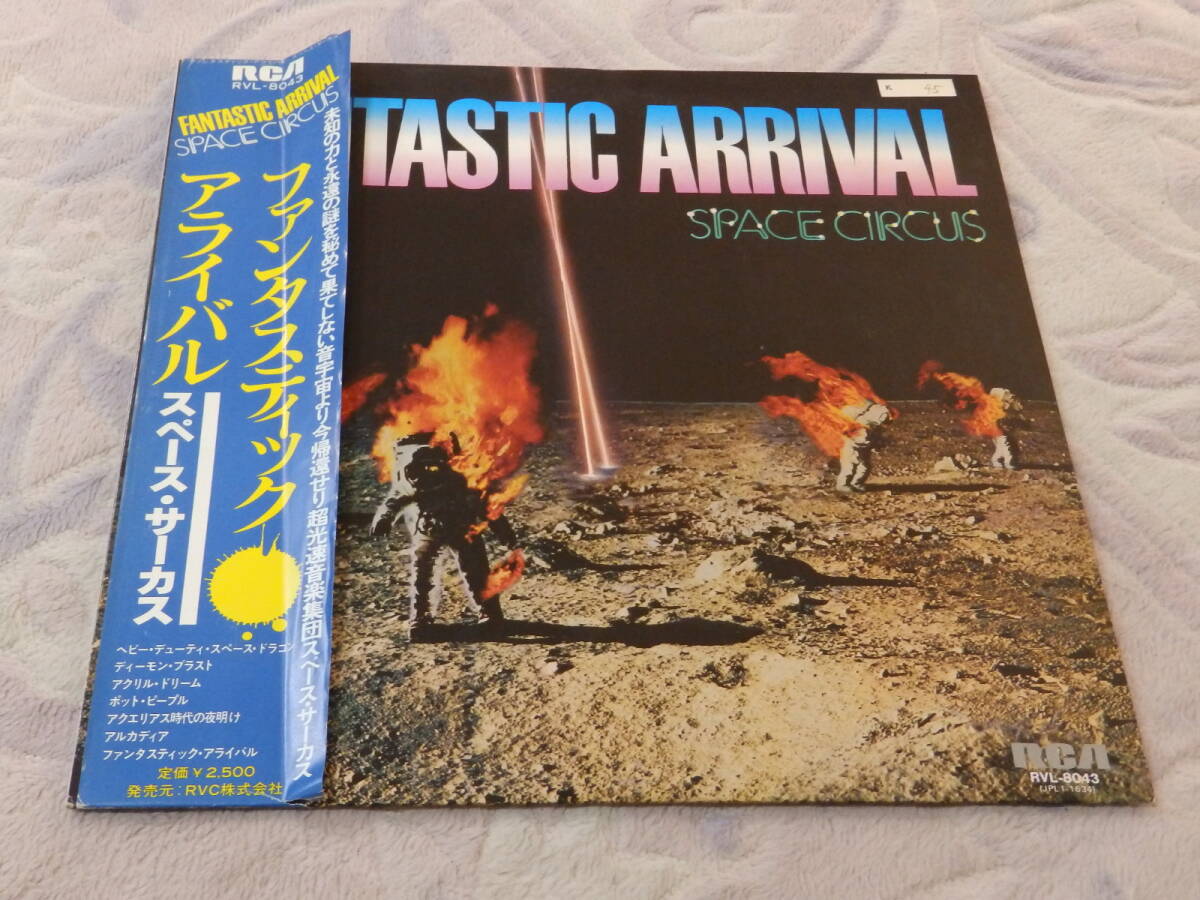 RCA
RVL-8043
FANTASTIC ARRIVAL
SPACE CIRCUS
未知の力と永遠の謎を秘めて果てしない音宇宙より今帰還せり超光速音楽集団スペース・サーカス
ファンタスティック
アライバル
スペース・サーカス
ヘビー・デューティ・スペース・ドラゴン
ディーモン・ブラスト
アクリル・ドリーム
ポット・ピープル
アクエリアス時代の夜明け
アルカディア
ファンタスティック・アライバル
定価￥2,500
発売元：RVC株式会社
K 45
TASTIC ARRIVAL
SPACE CIRCUS
RCA
RVL-8043
(JPL1-1634)